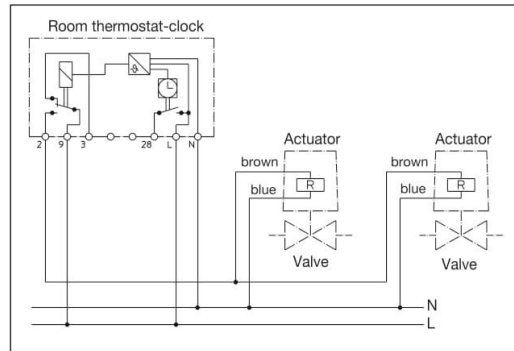 Room thermostat-clock
L
2 9 3 28 L N
Actuator
brown
blue
R
Valve
Actuator
brown
blue
R
Valve
N
L